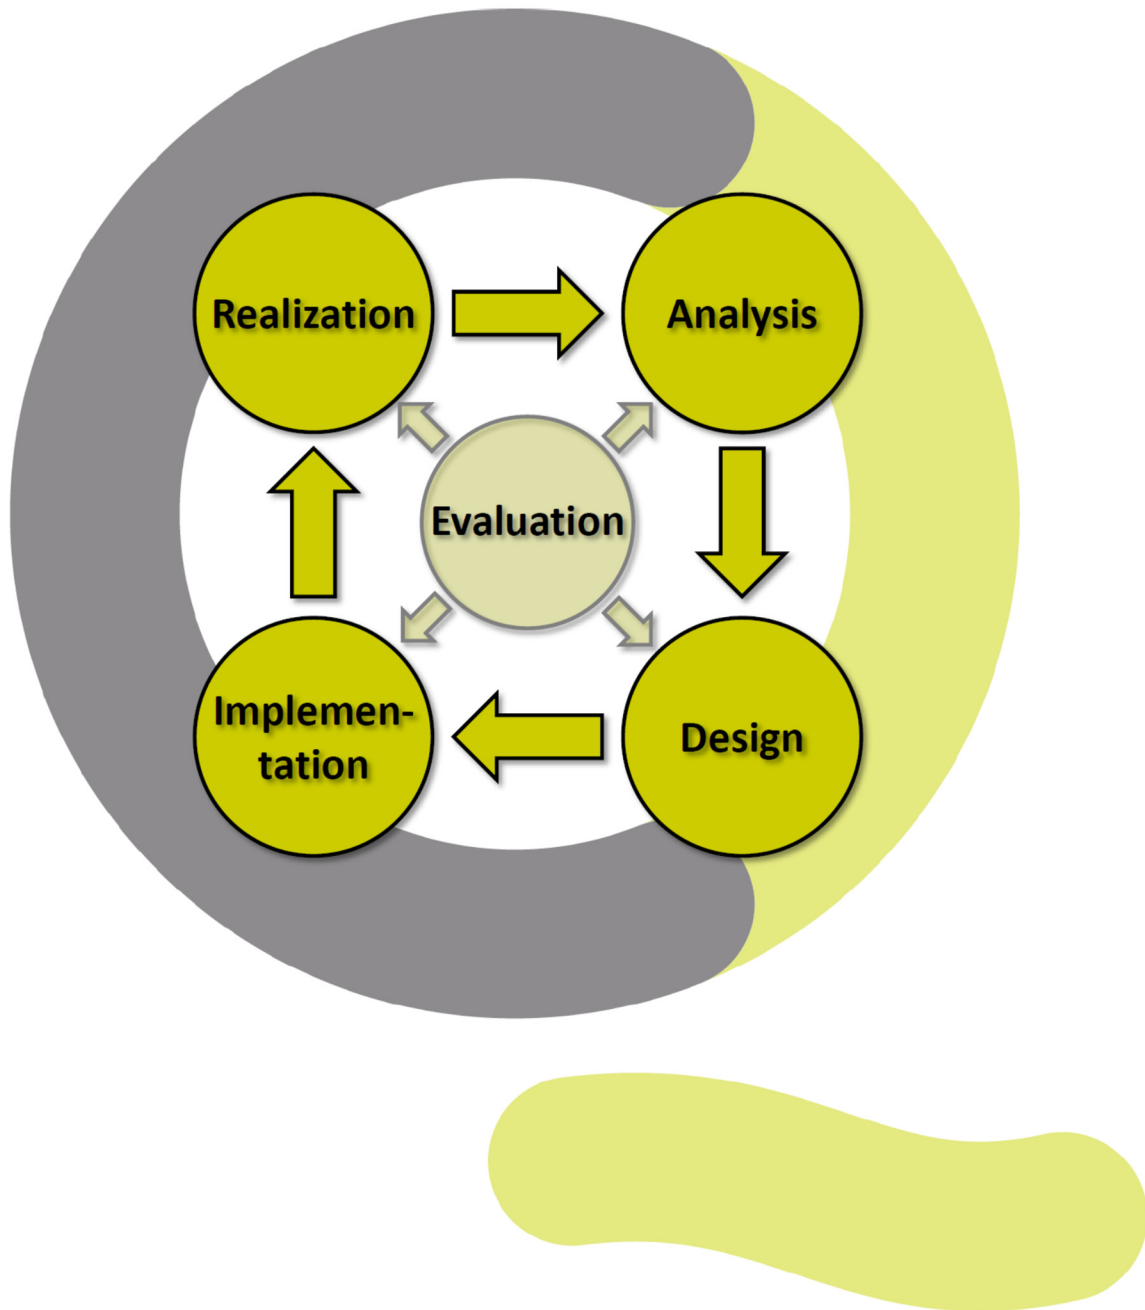 Realization
Analysis
Evaluation
Implemen-
tation
Design